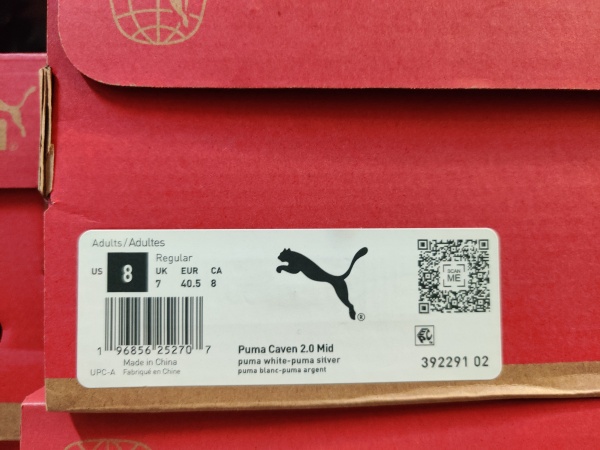 Adults/Adultes
Regular
US 8 UK EUR CA
7 40.5 8
1 96856 25270 7
Made in China
UPC-A Fabriqué en Chine
®
Puma Caven 2.0 Mid
puma white-puma silver
puma blanc-puma argent
SCAN
ME
392291 02